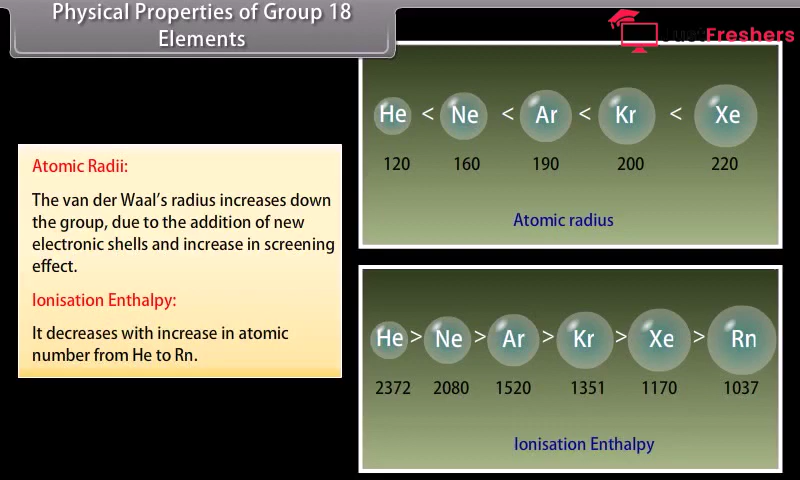 Physical Properties of Group 18
Elements
JustFreshers
Atomic Radii:
The van der Waal's radius increases down
the group, due to the addition of new
electronic shells and increase in screening
effect.
Ionisation Enthalpy:
It decreases with increase in atomic
number from He to Rn.
He < Ne < Ar < Kr < Xe
120 160 190 200 220
Atomic radius
He > Ne > Ar > Kr > Xe > Rn
2372 2080 1520 1351 1170 1037
Ionisation Enthalpy